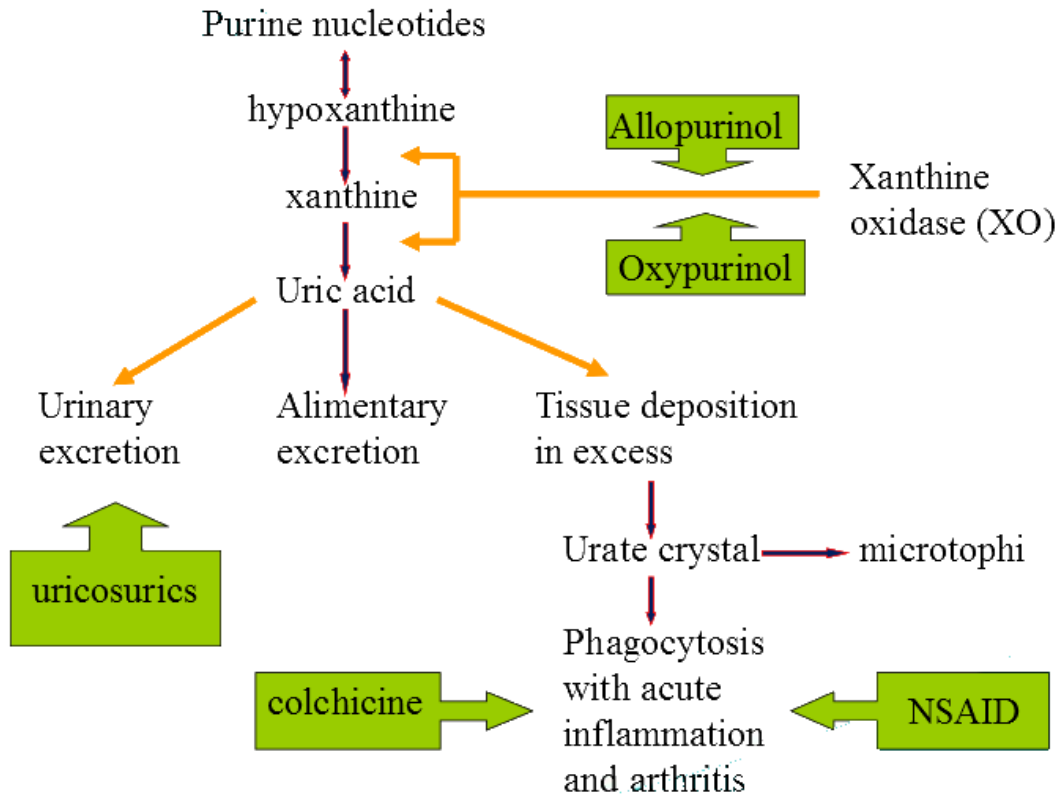 Purine nucleotides
hypoxanthine
Allopurinol
xanthine
Xanthine
oxidase (XO)
Oxypurinol
Uric acid
Urinary
excretion
Alimentary
excretion
Tissue deposition
in excess
Urate crystal
microtophi
uricosurics
Phagocytosis
with acute
inflammation
and arthritis
colchicine
NSAID